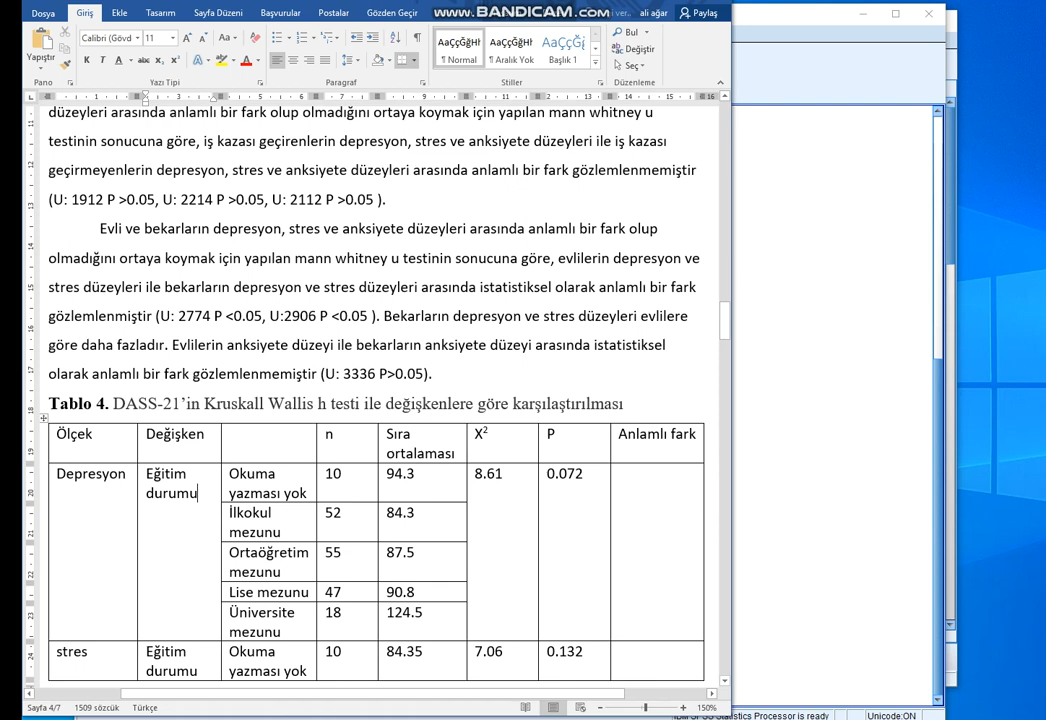 Dosya Giriş Ekle Tasarım Sayfa Düzeni Başvurular Postalar Gözden Geçir www.BANDICAM.com ali ağar Paylaş
Yapıştır
Calibri (Gövd 11
AaÇçĞğHł AaÇçĞğHł AaÇçĞğ
¶ Normal ¶ Aralık Yok Başlık 1
Bul
Değiştir
Seç
Pano Yazı Tipi Paragraf Stiller Düzenleme
düzeyleri arasında anlamlı bir fark olup olmadığını ortaya koymak için yapılan mann whitney u
testinin sonucuna göre, iş kazası geçirenlerin depresyon, stres ve anksiyete düzeyleri ile iş kazası
geçirmeyenlerin depresyon, stres ve anksiyete düzeyleri arasında anlamlı bir fark gözlemlenmemiştir
(U: 1912 P >0.05, U: 2214 P >0.05, U: 2112 P >0.05 ).
Evli ve bekarların depresyon, stres ve anksiyete düzeyleri arasında anlamlı bir fark olup
olmadığını ortaya koymak için yapılan mann whitney u testinin sonucuna göre, evlilerin depresyon ve
stres düzeyleri ile bekarların depresyon ve stres düzeyleri arasında istatistiksel olarak anlamlı bir fark
gözlemlenmiştir (U: 2774 P <0.05, U:2906 P <0.05 ). Bekarların depresyon ve stres düzeyleri evlilere
göre daha fazladır. Evlilerin anksiyete düzeyi ile bekarların anksiyete düzeyi arasında istatistiksel
olarak anlamlı bir fark gözlemlenmemiştir (U: 3336 P>0.05).
Tablo 4. DASS-21’in Kruskall Wallis h testi ile değişkenlere göre karşılaştırılması
Ölçek Değişken n Sıra ortalaması X² P Anlamlı fark
Depresyon Eğitim durumu Okuma yazması yok 10 94.3 8.61 0.072
İlkokul mezunu 52 84.3
Ortaöğretim mezunu 55 87.5
Lise mezunu 47 90.8
Üniversite mezunu 18 124.5
stres Eğitim durumu Okuma yazması yok 10 84.35 7.06 0.132
Sayfa 4/7 1509 sözcük Türkçe 150%
IBM SPSS Statistics Processor is ready Unicode:ON